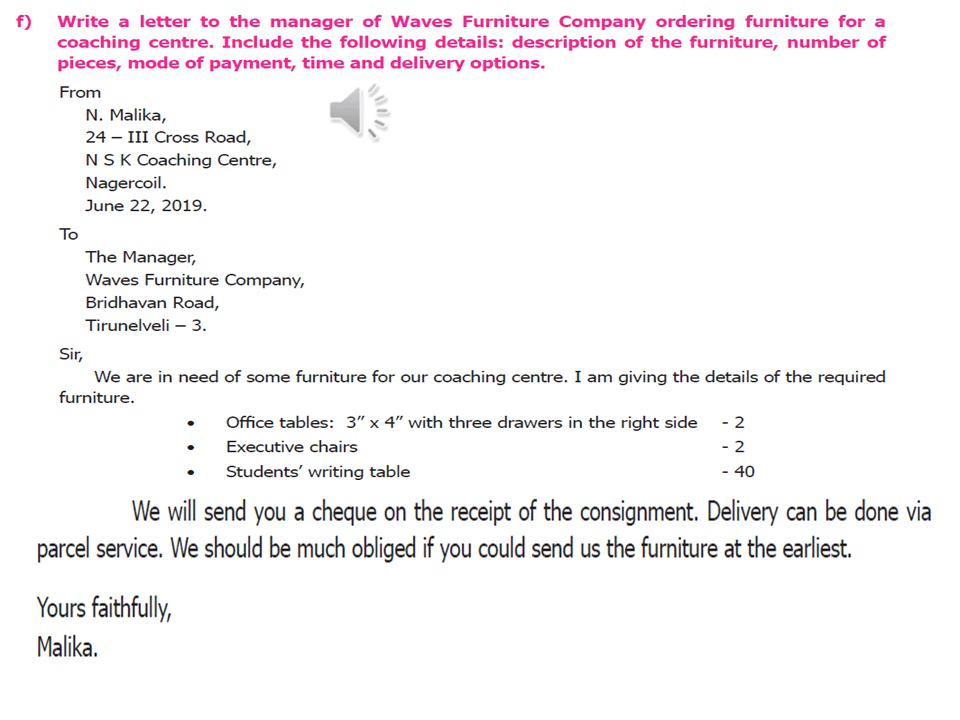 f) Write a letter to the manager of Waves Furniture Company ordering furniture for a
coaching centre. Include the following details: description of the furniture, number of
pieces, mode of payment, time and delivery options.
From
N. Malika,
24 – III Cross Road,
N S K Coaching Centre,
Nagercoil.
June 22, 2019.
To
The Manager,
Waves Furniture Company,
Bridhavan Road,
Tirunelveli – 3.
Sir,
We are in need of some furniture for our coaching centre. I am giving the details of the required
furniture.
• Office tables: 3” x 4” with three drawers in the right side - 2
• Executive chairs - 2
• Students’ writing table - 40
We will send you a cheque on the receipt of the consignment. Delivery can be done via
parcel service. We should be much obliged if you could send us the furniture at the earliest.
Yours faithfully,
Malika.